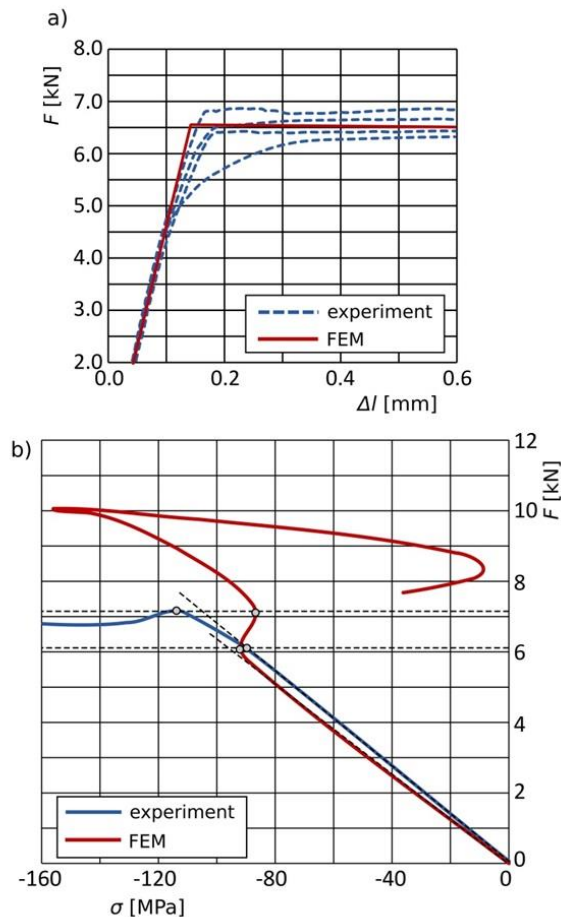 a)
F [kN]
8.0
7.0
6.0
5.0
4.0
3.0
2.0
0.0 0.2 0.4 0.6
Δl [mm]
experiment
FEM
b)
F [kN]
12
10
8
6
4
2
0
-160 -120 -80 -40 0
σ [MPa]
experiment
FEM